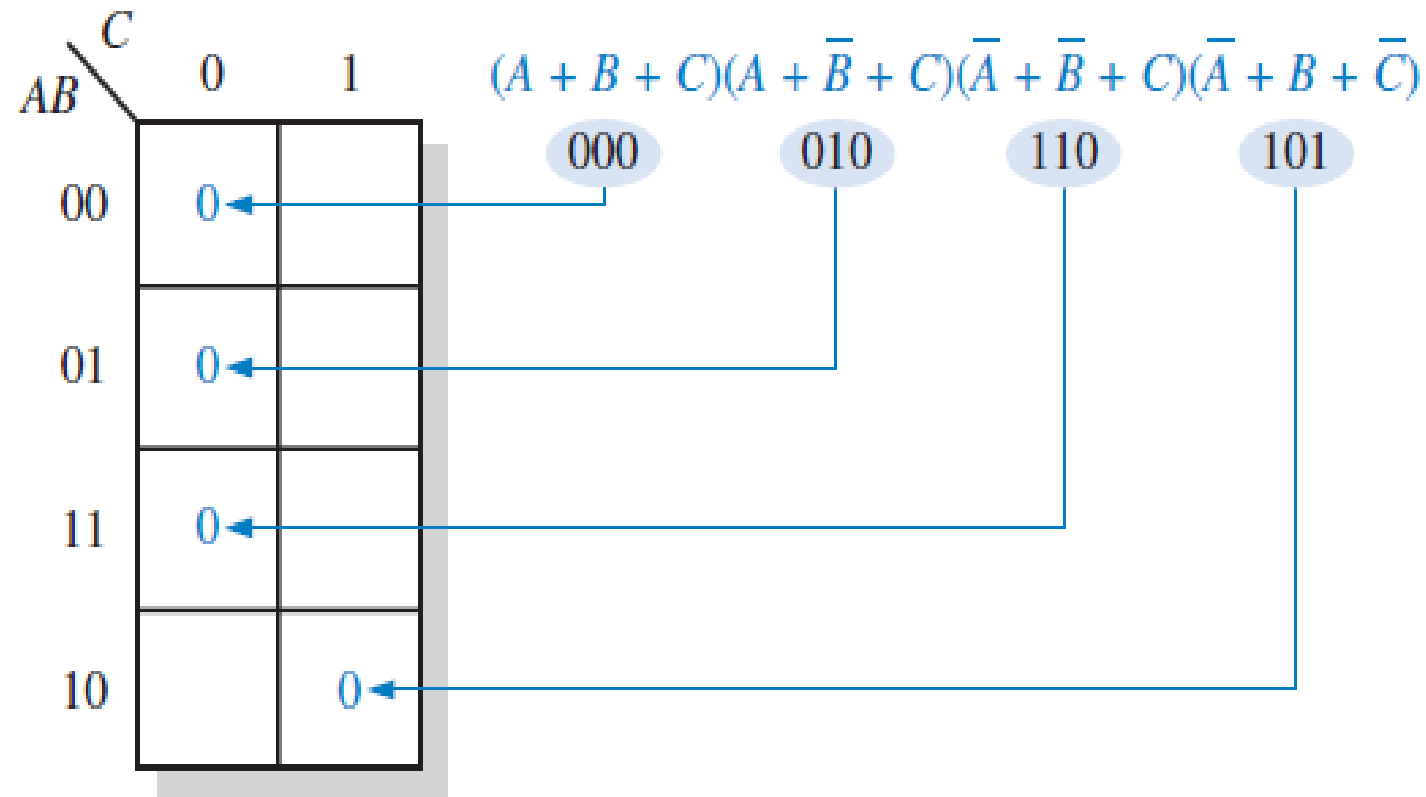 C
AB 0 1 (A + B + C)(A + B̅ + C)(A̅ + B̅ + C)(A̅ + B + C̅)
000 010 110 101
00 0
01 0
11 0
10 0